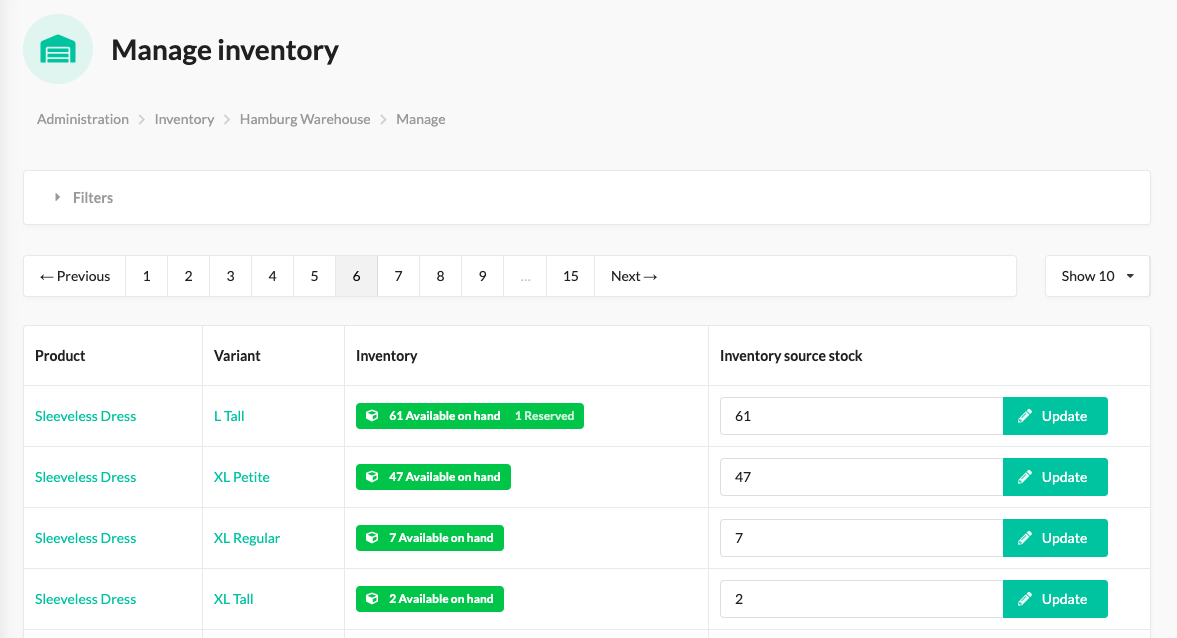 Manage inventory
Administration > Inventory > Hamburg Warehouse > Manage
Filters
← Previous 1 2 3 4 5 6 7 8 9 ... 15 Next → Show 10
Product Variant Inventory Inventory source stock
Sleeveless Dress L Tall 61 Available on hand 1 Reserved 61 Update
Sleeveless Dress XL Petite 47 Available on hand 47 Update
Sleeveless Dress XL Regular 7 Available on hand 7 Update
Sleeveless Dress XL Tall 2 Available on hand 2 Update